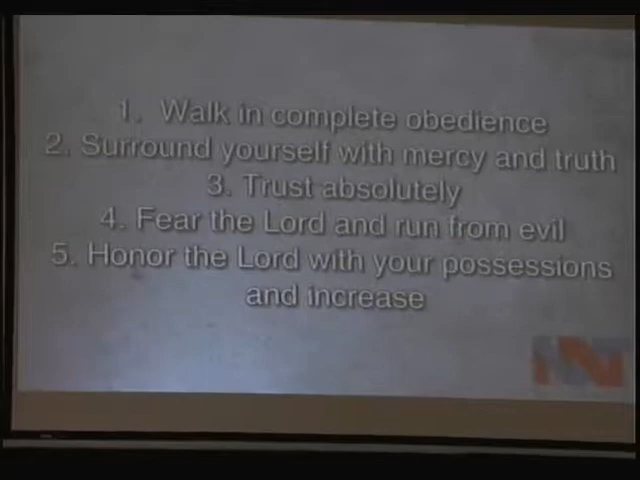 1. Walk in complete obedience
2. Surround yourself with mercy and truth
3. Trust absolutely
4. Fear the Lord and run from evil
5. Honor the Lord with your possessions
and increase